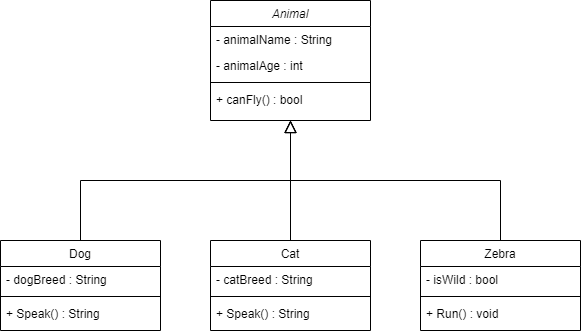 Animal
- animalName : String
- animalAge : int
+ canFly() : bool
Dog
- dogBreed : String
+ Speak() : String
Cat
- catBreed : String
+ Speak() : String
Zebra
- isWild : bool
+ Run() : void